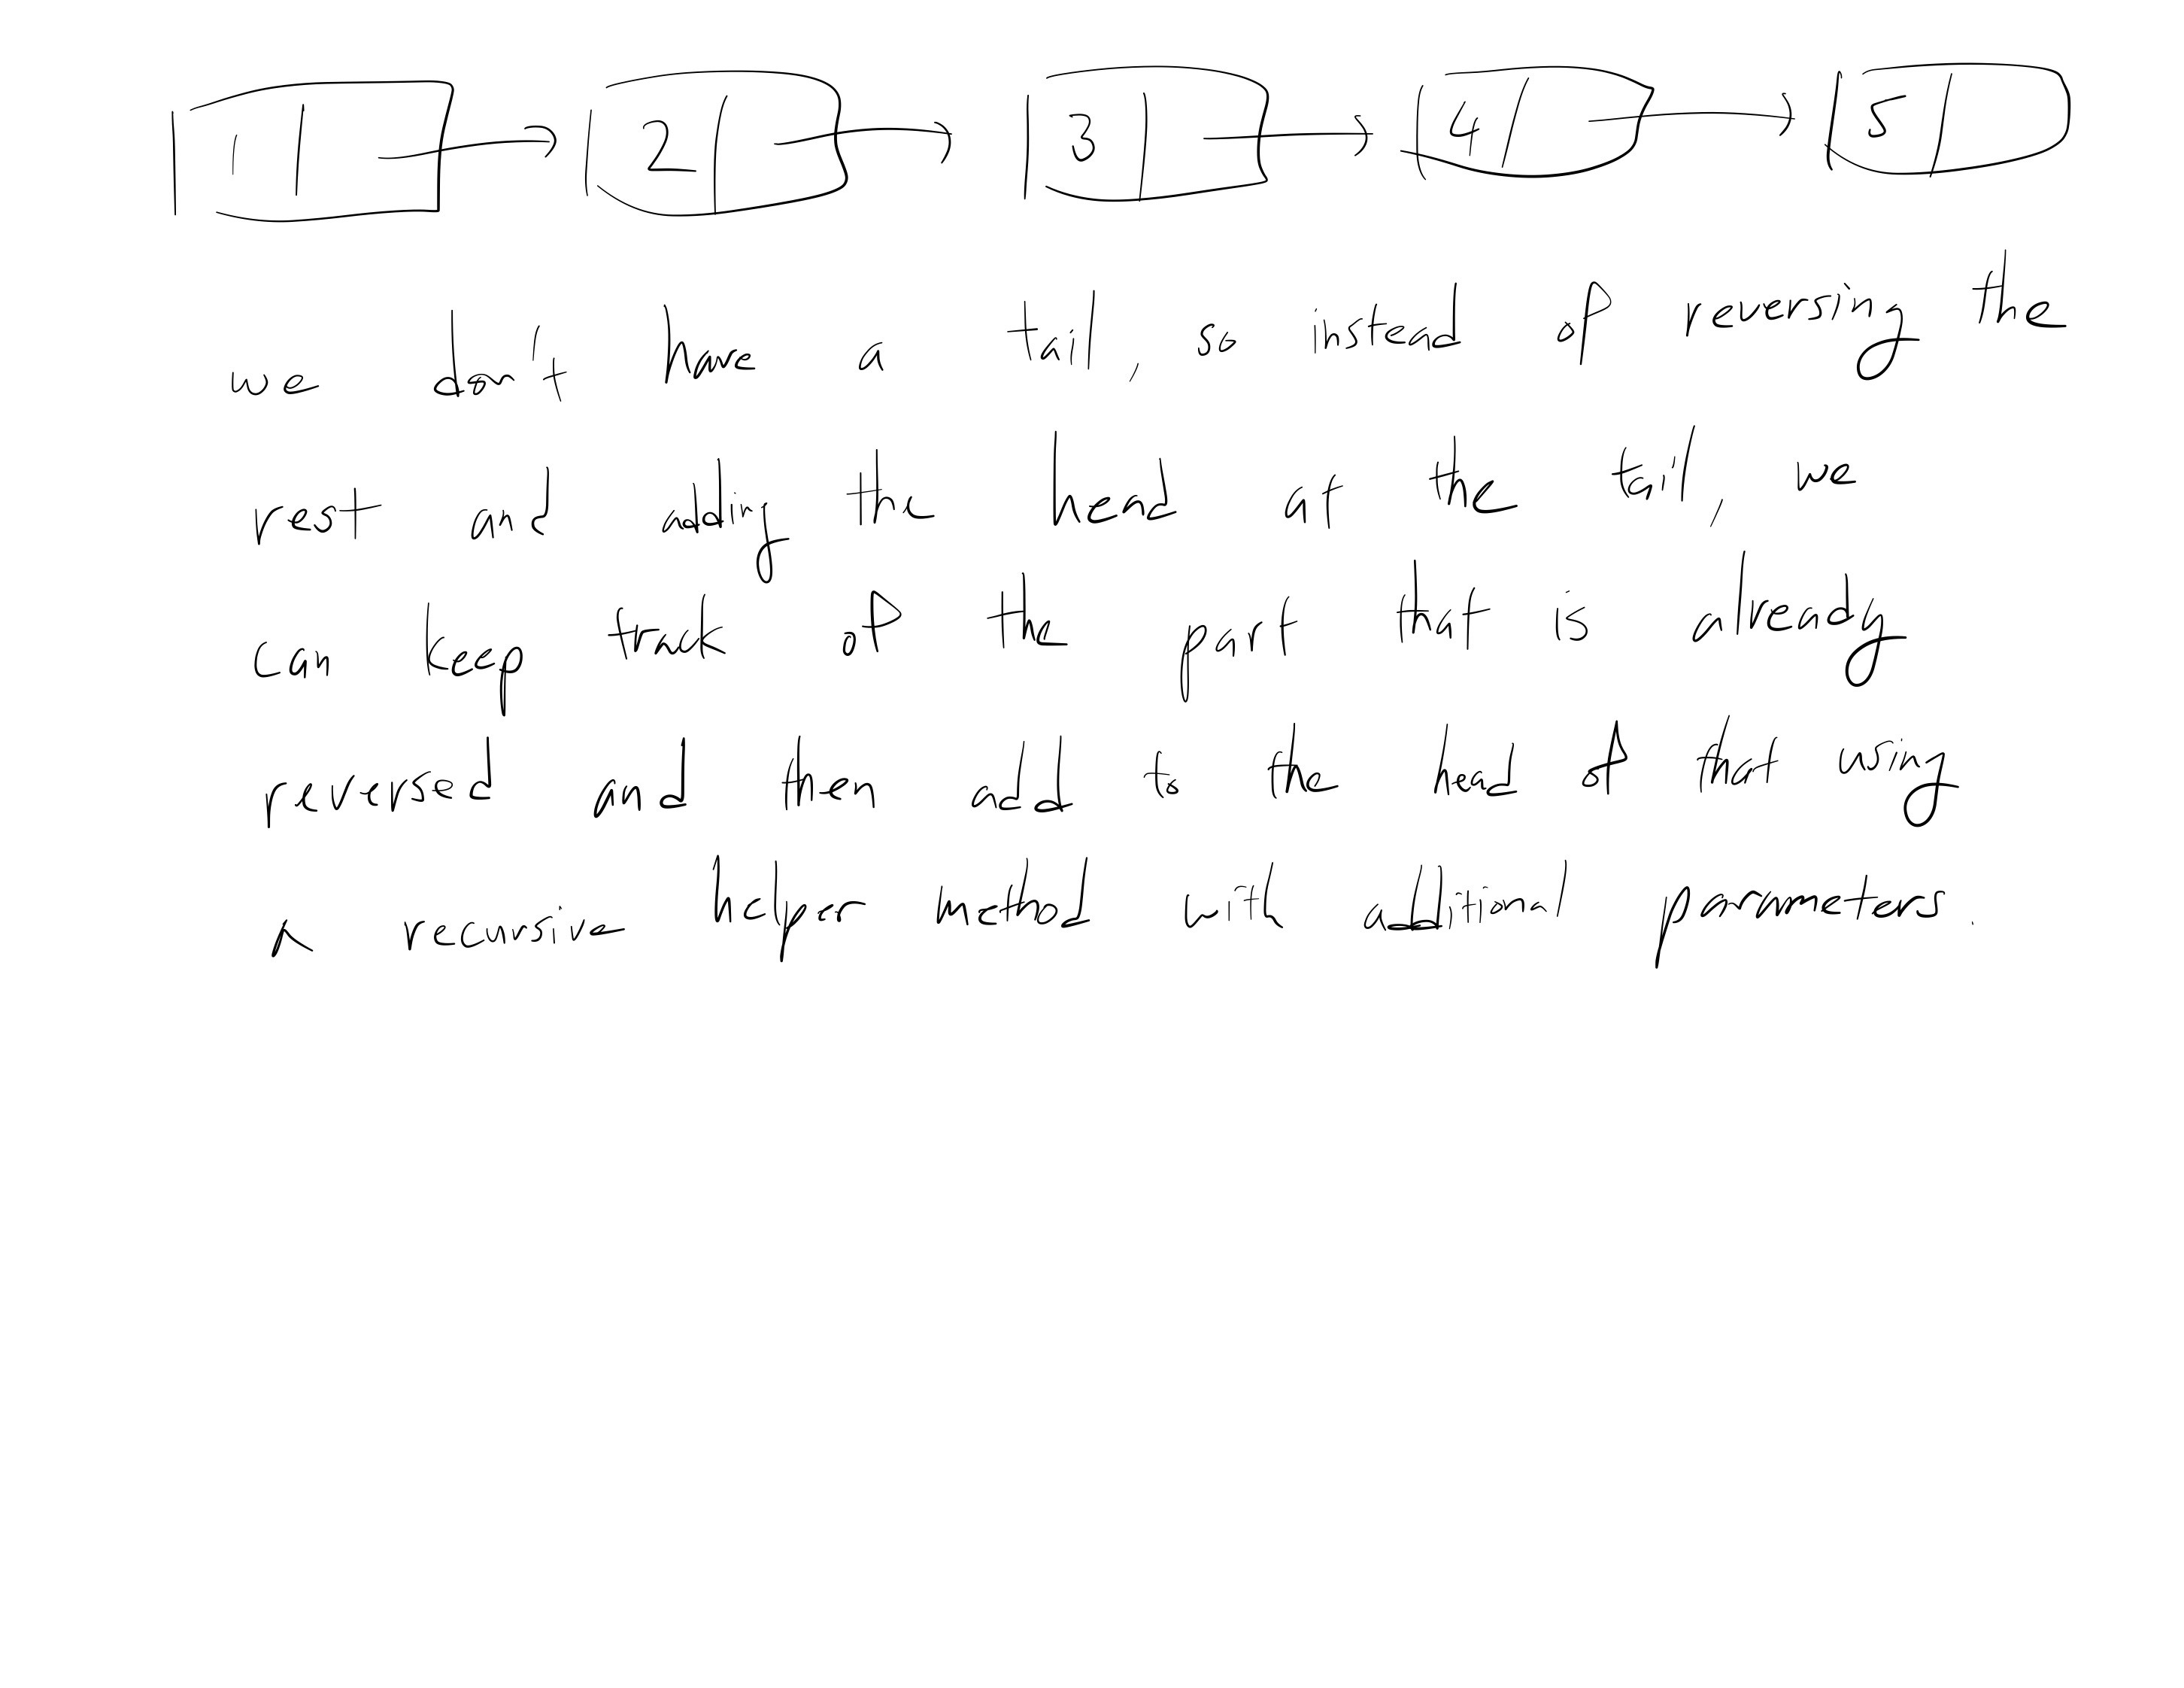 1 2 3 4 5
we don't have a tail, so instead of reversing the
rest and adding the head at the tail, we
can keep track of the part that is already
reversed and then add to the head of that using
a recursive helper method with additional parameters.